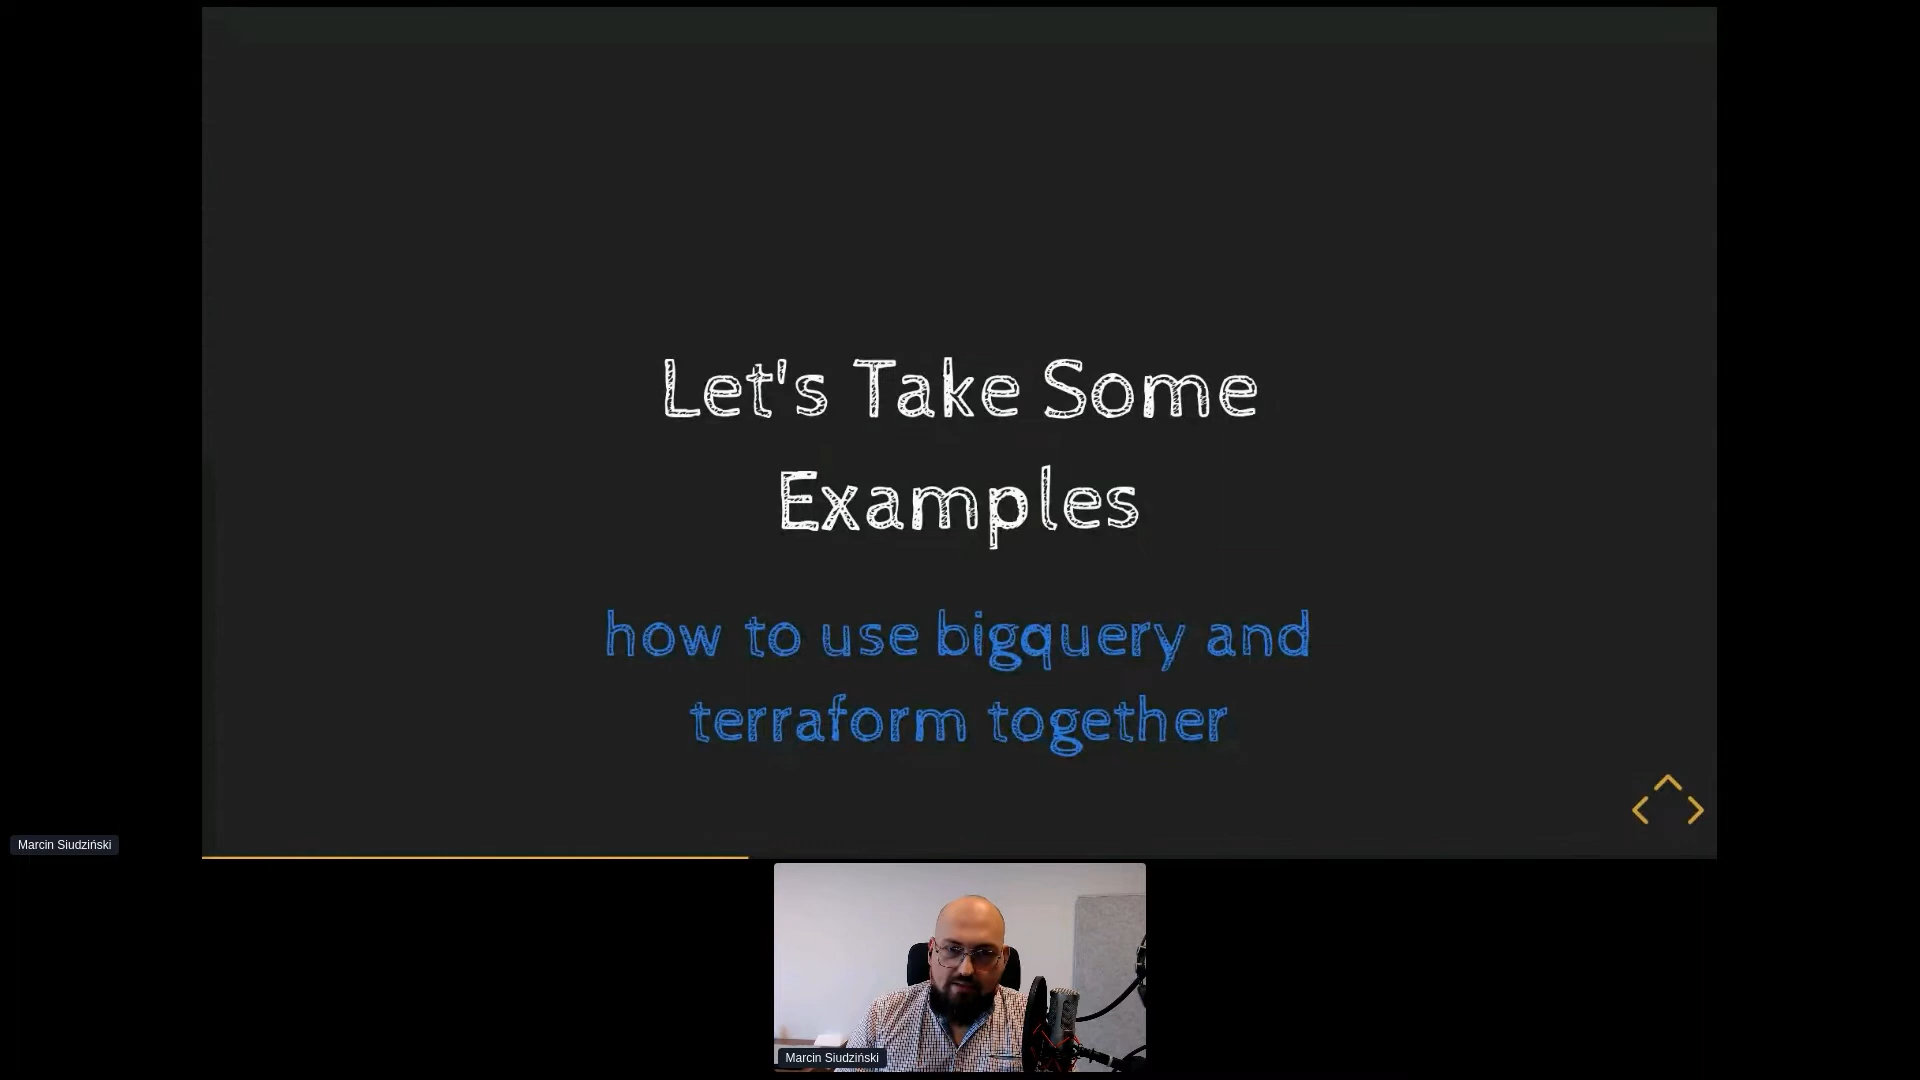 Let's Take Some
Examples
how to use bigquery and
terraform together
Marcin Siudziński
Marcin Siudziński